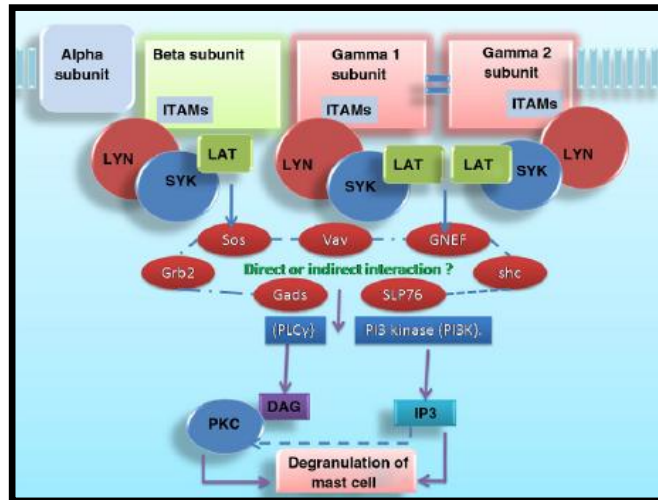 Alpha
subunit
Beta subunit
Gamma 1
subunit
Gamma 2
subunit
ITAMs
ITAMs
ITAMs
LYN
SYK
LAT
LYN
SYK
LAT
LAT
SYK
LYN
Sos
Vav
GNEF
Grb2
Direct or indirect interaction ?
shc
Gads
SLP76
(PLCγ)
PI3 kinase (PI3K).
PKC
DAG
IP3
Degranulation of
mast cell